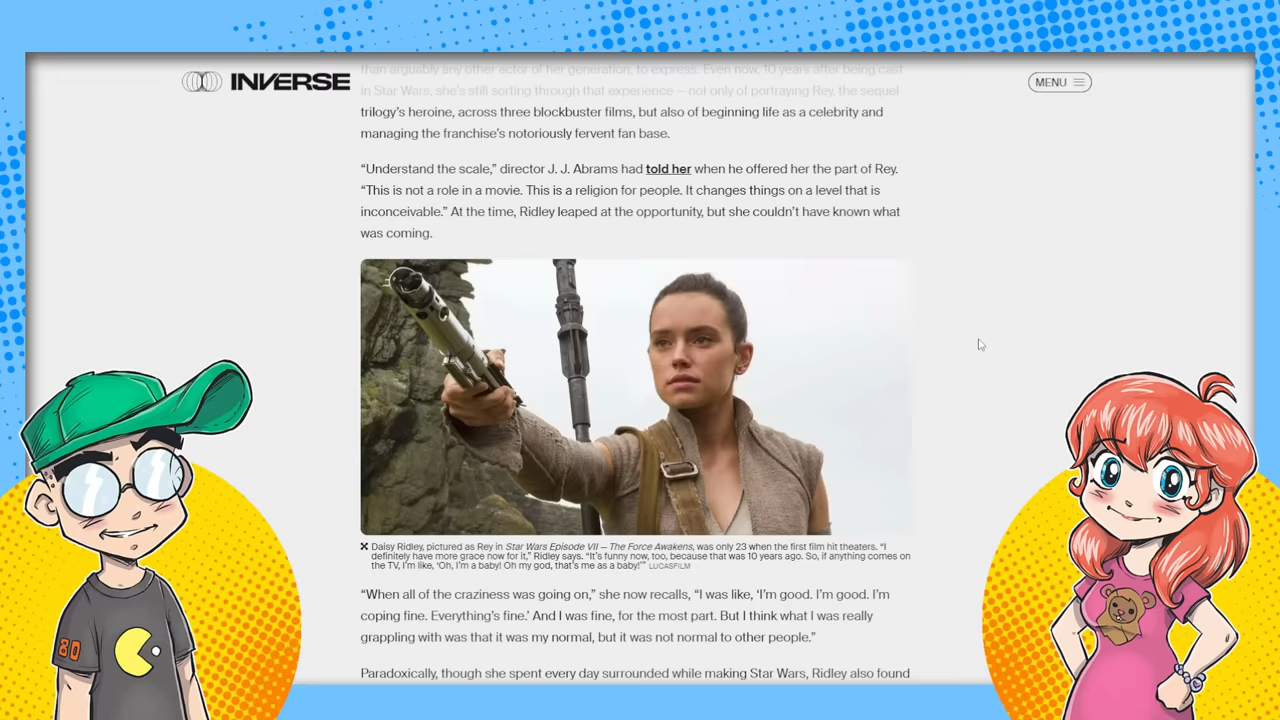 than arguably any other actor of her generation, to express. Even now, 10 years after being cast
INVERSE
MENU
in Star Wars, she's still sorting through that experience — not only of portraying Rey, the sequel
trilogy's heroine, across three blockbuster films, but also of beginning life as a celebrity and
managing the franchise's notoriously fervent fan base.
“Understand the scale,” director J. J. Abrams had told her when he offered her the part of Rey.
“This is not a role in a movie. This is a religion for people. It changes things on a level that is
inconceivable.” At the time, Ridley leaped at the opportunity, but she couldn't have known what
was coming.
Daisy Ridley, pictured as Rey in Star Wars Episode VII — The Force Awakens, was only 23 when the first film hit theaters. “I
definitely have more grace now for it,” Ridley says. “It's funny now, too, because that was 10 years ago. So, if anything comes on
the TV, I'm like, ‘Oh, I'm a baby! Oh my god, that's me as a baby!’” LUCASFILM
“When all of the craziness was going on,” she now recalls, “I was like, ‘I'm good. I'm good. I'm
coping fine. Everything's fine.’ And I was fine, for the most part. But I think what I was really
grappling with was that it was my normal, but it was not normal to other people.”
Paradoxically, though she spent every day surrounded while making Star Wars, Ridley also found
80